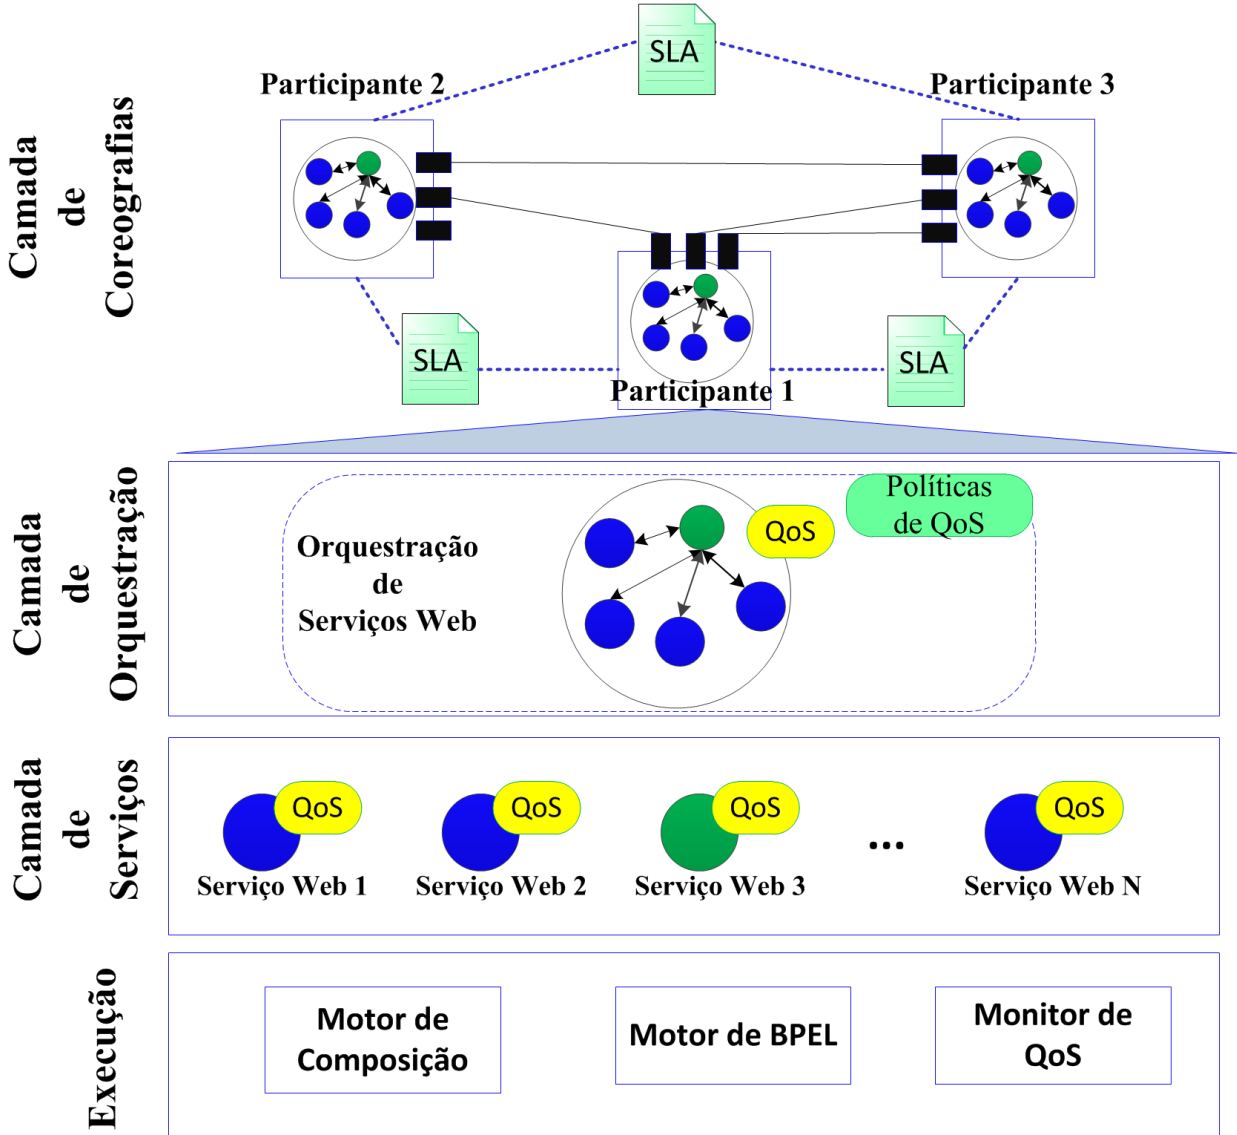 Camada
de
Coreografias
SLA
Participante 2
Participante 3
SLA
SLA
Participante 1
Camada
de
Orquestração
Orquestração
de
Serviços Web
QoS
Políticas
de QoS
Camada
de
Serviços
QoS
QoS
QoS
QoS
...
Serviço Web 1
Serviço Web 2
Serviço Web 3
Serviço Web N
Execução
Motor de
Composição
Motor de BPEL
Monitor de
QoS